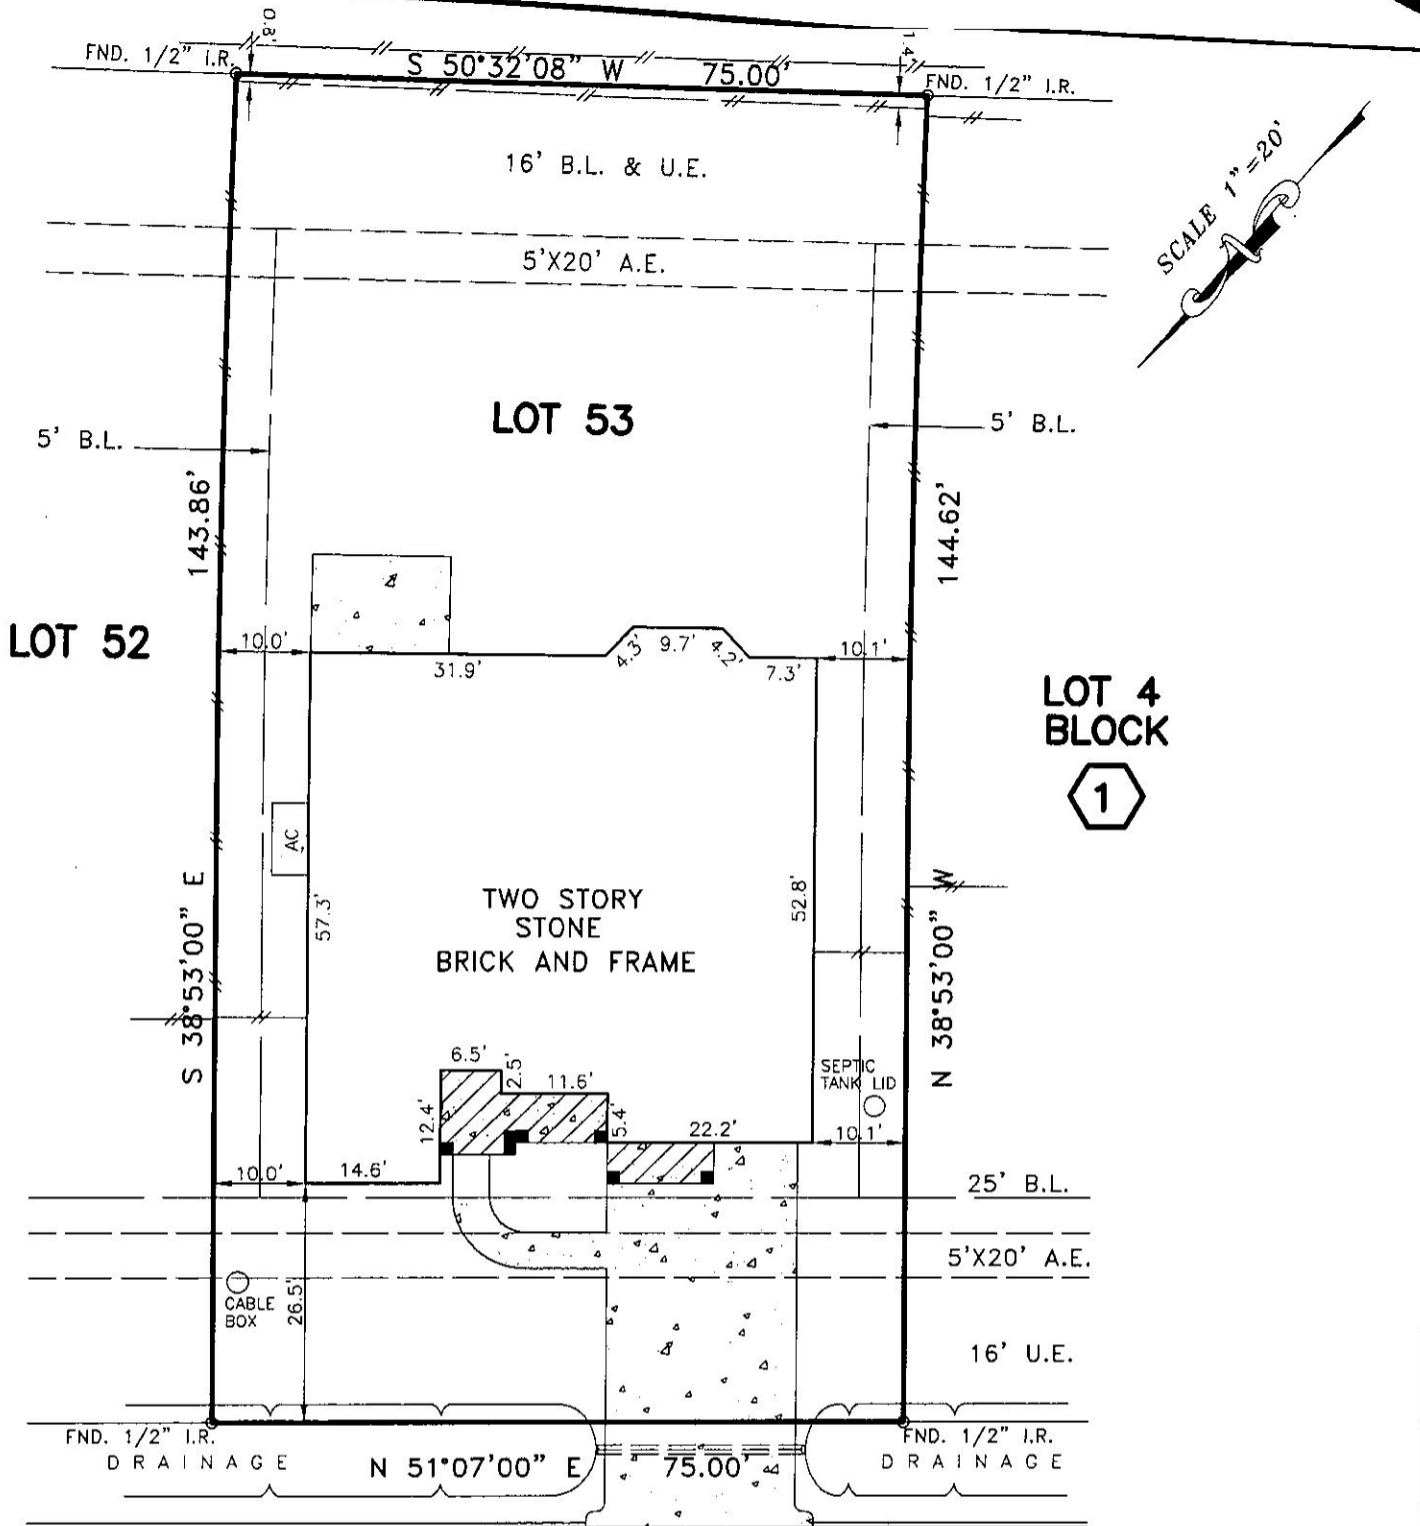 0.8'
1.4'
FND. 1/2" I.R.
S 50°32'08" W 75.00'
FND. 1/2" I.R.
16' B.L. & U.E.
SCALE 1"=20'
5'X20' A.E.
LOT 53
5' B.L.
5' B.L.
143.86'
144.62'
LOT 52
10.0'
31.9'
4.3'
9.7'
4.2'
7.3'
10.1'
LOT 4
BLOCK
1
AC
57.3'
TWO STORY
STONE
BRICK AND FRAME
52.8'
S 38°53'00" E
N 38°53'00" W
6.5'
2.5'
11.6'
12.4'
5.4'
22.2'
SEPTIC
TANK LID
10.1'
10.0'
14.6'
25' B.L.
5'X20' A.E.
CABLE
BOX
26.5'
16' U.E.
FND. 1/2" I.R.
FND. 1/2" I.R.
DRAINAGE
N 51°07'00" E 75.00'
DRAINAGE